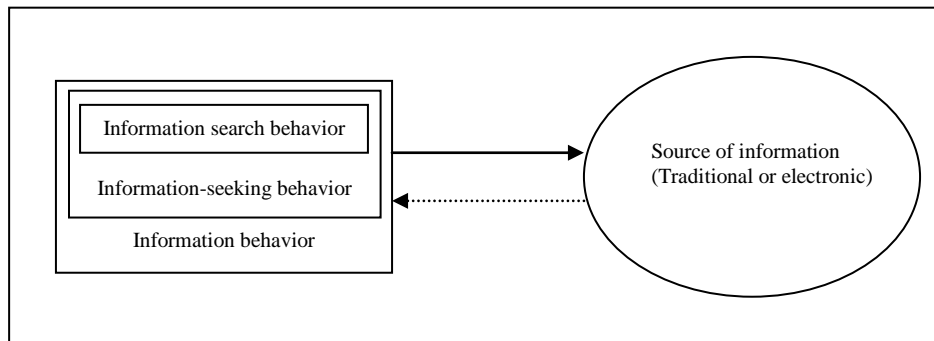 Information search behavior
Information-seeking behavior
Information behavior
Source of information
(Traditional or electronic)